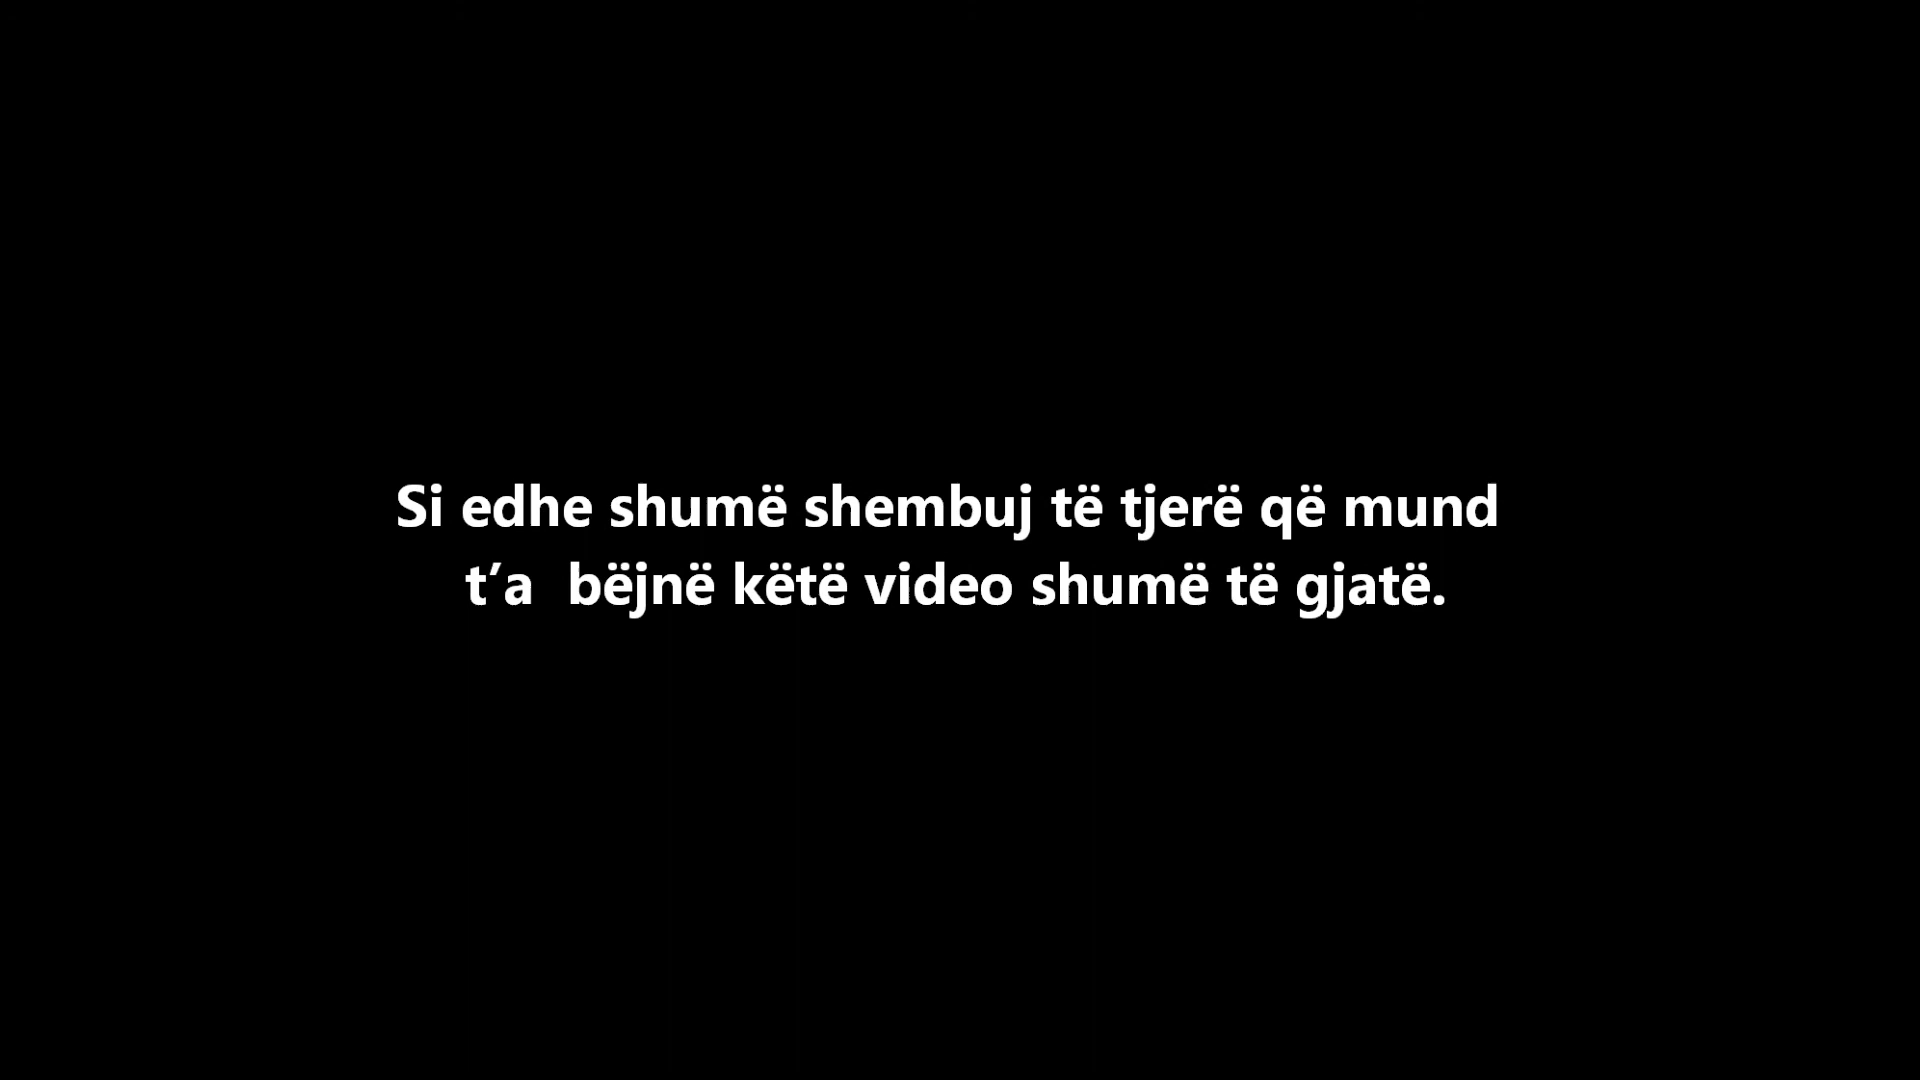 Si edhe shumë shembuj të tjerë që mund
t’a  bëjnë këtë video shumë të gjatë.